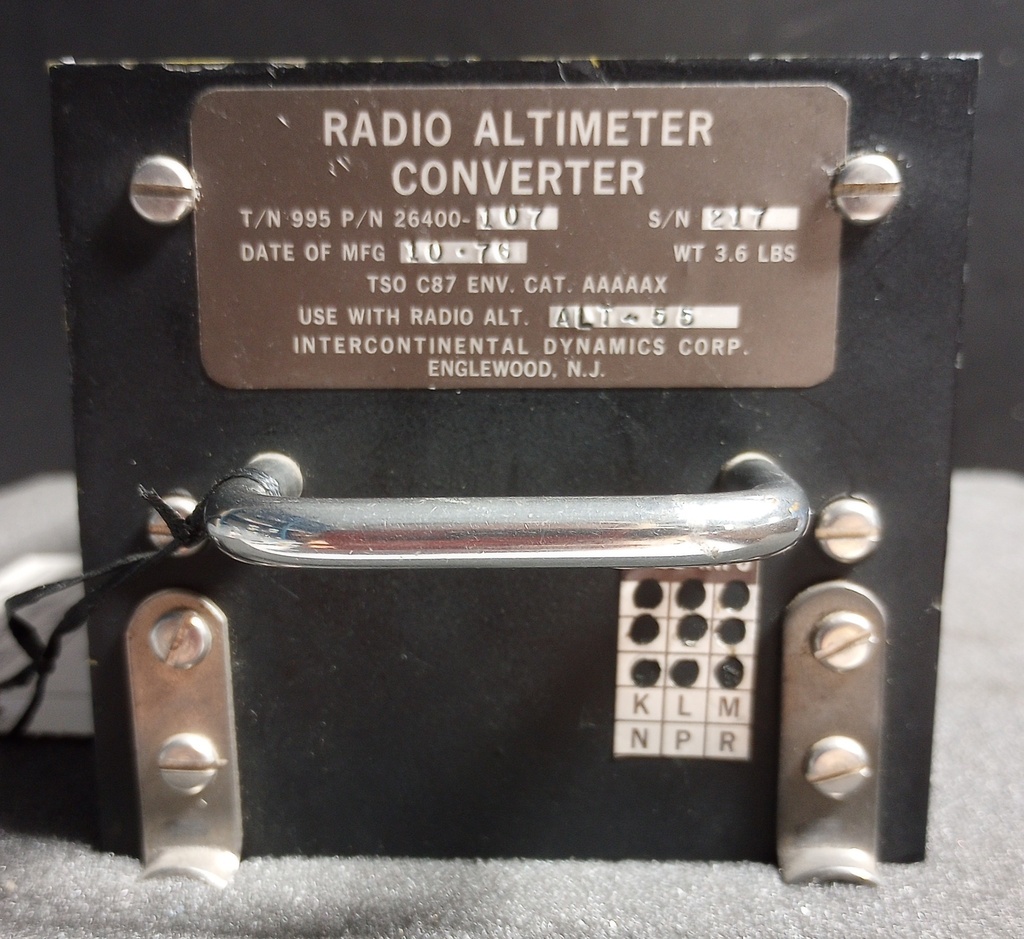 RADIO ALTIMETER
CONVERTER
T/N 995 P/N 26400-107 S/N 217
DATE OF MFG 10-76 WT 3.6 LBS
TSO C87 ENV. CAT. AAAAAX
USE WITH RADIO ALT. ALT-55
INTERCONTINENTAL DYNAMICS CORP.
ENGLEWOOD, N.J.
K L M
N P R